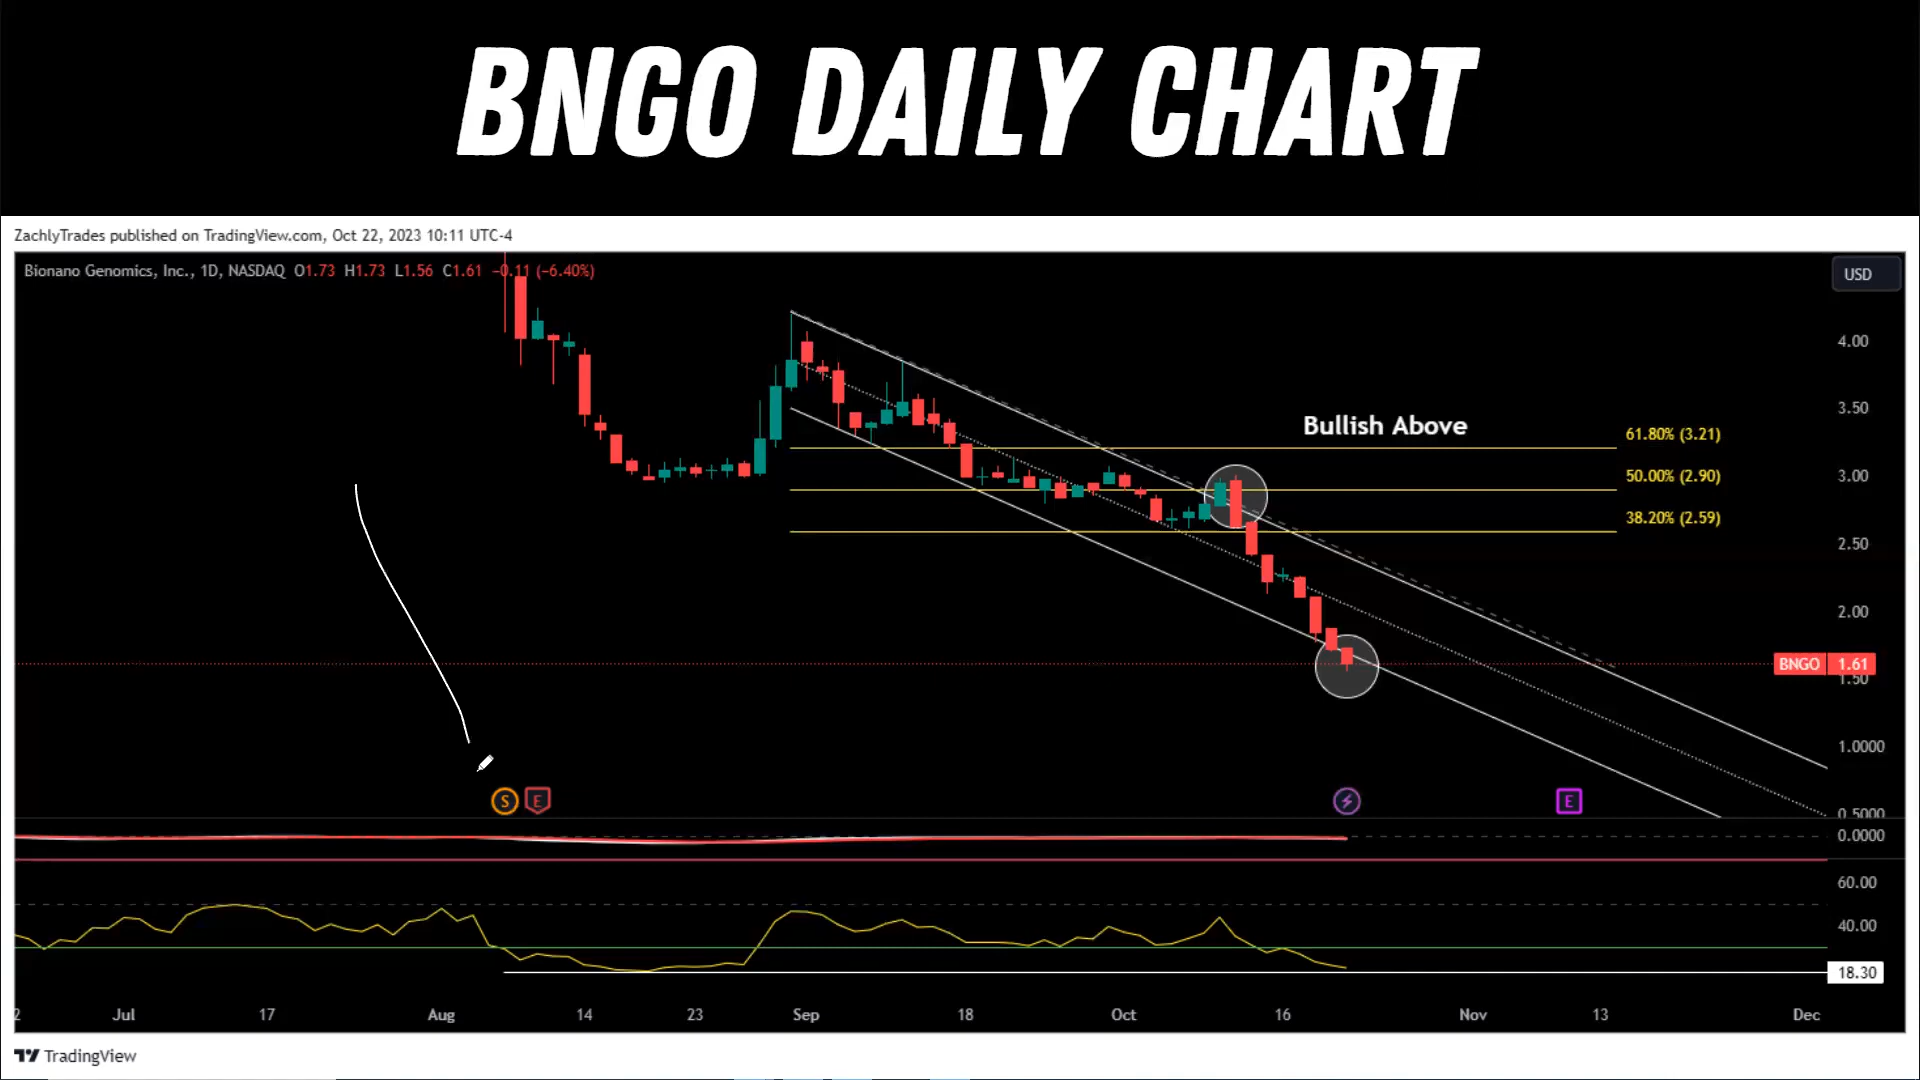 BNGO DAILY CHART
ZachlyTrades published on TradingView.com, Oct 22, 2023 10:11 UTC-4
Bionano Genomics, Inc., 1D, NASDAQ O1.73 H1.73 L1.56 C1.61 −0.11 (−6.40%)
USD
4.00
3.50
Bullish Above
61.80% (3.21)
3.00
50.00% (2.90)
38.20% (2.59)
2.50
2.00
BNGO 1.61
1.50
1.0000
S E E
0.5000
0.0000
60.00
40.00
18.30
2 Jul 17 Aug 14 23 Sep 18 Oct 16 Nov 13 Dec
TradingView